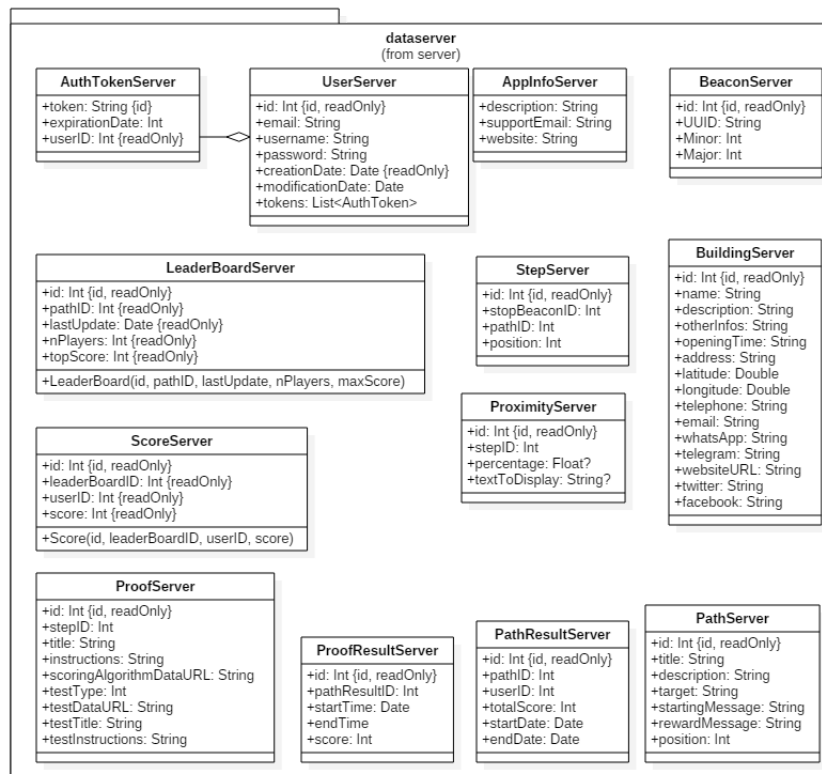 dataserver
(from server)
AuthTokenServer
+token: String {id}
+expirationDate: Int
+userID: Int {readOnly}
UserServer
+id: Int {id, readOnly}
+email: String
+username: String
+password: String
+creationDate: Date {readOnly}
+modificationDate: Date
+tokens: List<AuthToken>
AppInfoServer
+description: String
+supportEmail: String
+website: String
BeaconServer
+id: Int {id, readOnly}
+UUID: String
+Minor: Int
+Major: Int
LeaderBoardServer
+id: Int {id, readOnly}
+pathID: Int {readOnly}
+lastUpdate: Date {readOnly}
+nPlayers: Int {readOnly}
+topScore: Int {readOnly}
+LeaderBoard(id, pathID, lastUpdate, nPlayers, maxScore)
StepServer
+id: Int {id, readOnly}
+stopBeaconID: Int
+pathID: Int
+position: Int
BuildingServer
+id: Int {id, readOnly}
+name: String
+description: String
+otherInfos: String
+openingTime: String
+address: String
+latitude: Double
+longitude: Double
+telephone: String
+email: String
+whatsApp: String
+telegram: String
+websiteURL: String
+twitter: String
+facebook: String
ProximityServer
+id: Int {id, readOnly}
+stepID: Int
+percentage: Float?
+textToDisplay: String?
ScoreServer
+id: Int {id, readOnly}
+leaderBoardID: Int {readOnly}
+userID: Int {readOnly}
+score: Int {readOnly}
+Score(id, leaderBoardID, userID, score)
ProofServer
+id: Int {id, readOnly}
+stepID: Int
+title: String
+instructions: String
+scoringAlgorithmDataURL: String
+testType: Int
+testDataURL: String
+testTitle: String
+testInstructions: String
ProofResultServer
+id: Int {id, readOnly}
+pathResultID: Int
+startTime: Date
+endTime
+score: Int
PathResultServer
+id: Int {id, readOnly}
+pathID: Int
+userID: Int
+totalScore: Int
+startDate: Date
+endDate: Date
PathServer
+id: Int {id, readOnly}
+title: String
+description: String
+target: String
+startingMessage: String
+rewardMessage: String
+position: Int